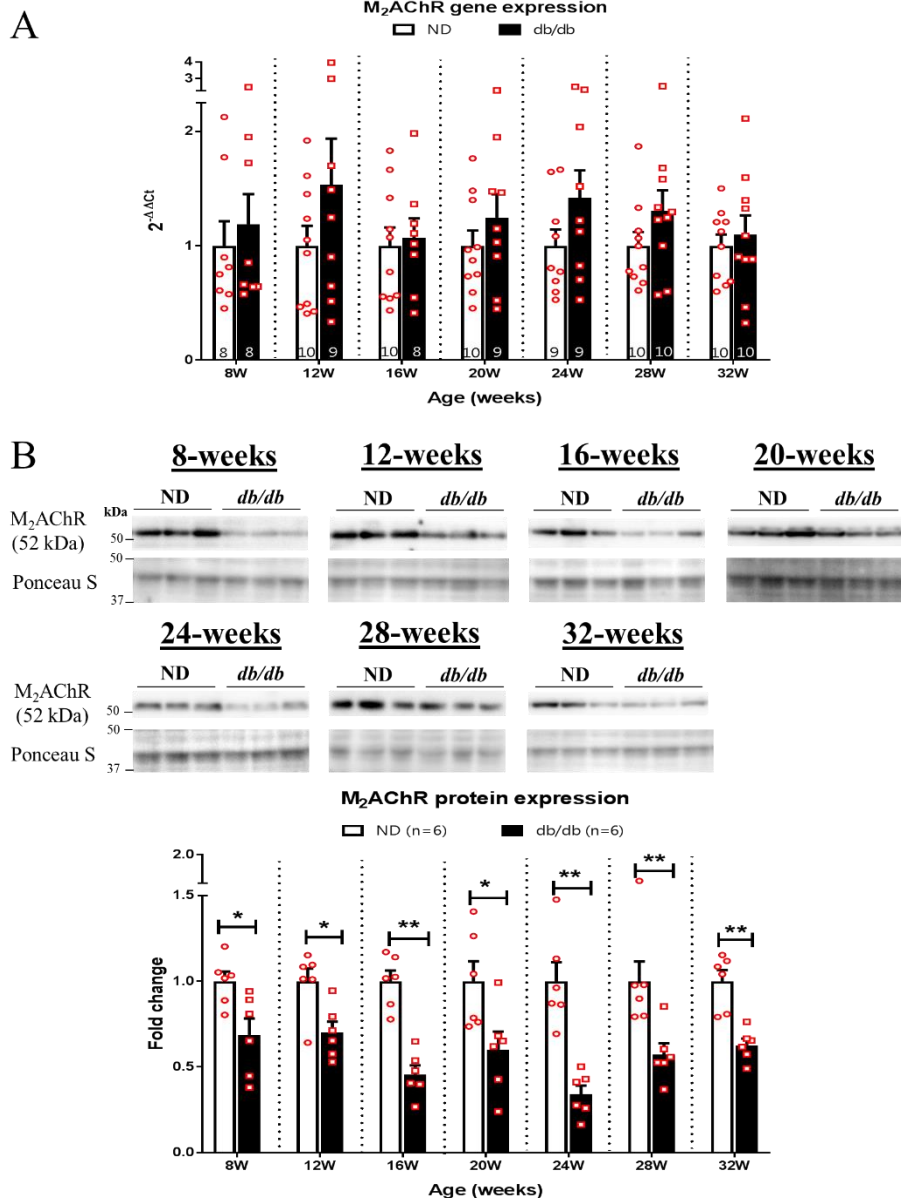 A
M₂AChR gene expression
ND db/db
2^-ΔΔCt
4
3
2
1
0
8 8 10 9 10 8 10 9 9 9 10 10 10 10
8W 12W 16W 20W 24W 28W 32W
Age (weeks)
B
8-weeks 12-weeks 16-weeks 20-weeks
ND db/db ND db/db ND db/db ND db/db
kDa
M₂AChR
(52 kDa)
50
50
Ponceau S
37
24-weeks 28-weeks 32-weeks
ND db/db ND db/db ND db/db
M₂AChR
(52 kDa)
50
50
Ponceau S
37
M₂AChR protein expression
ND (n=6) db/db (n=6)
Fold change
2.0
1.5
1.0
0.5
0.0
* * ** * ** ** **
8W 12W 16W 20W 24W 28W 32W
Age (weeks)